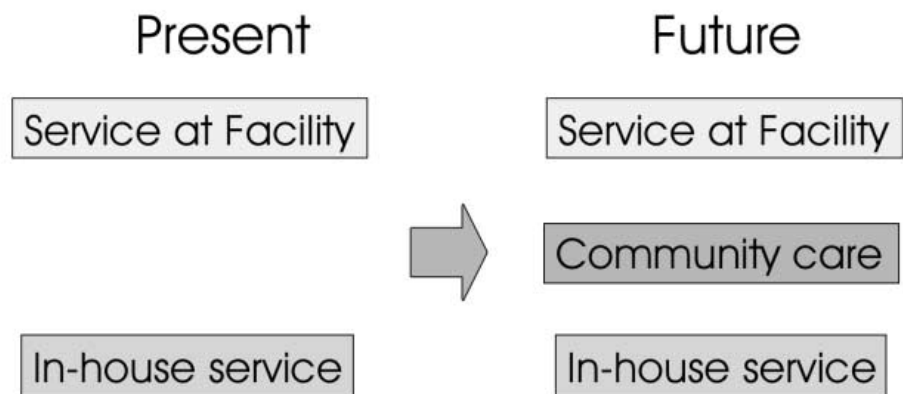 Present
Future
Service at Facility
Service at Facility
Community care
In-house service
In-house service